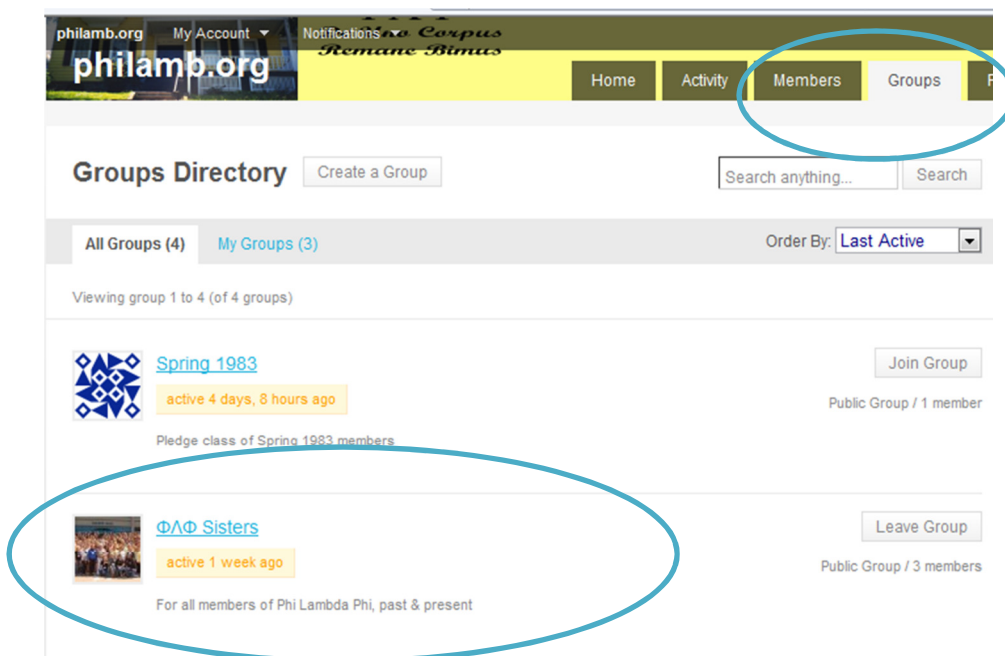 philamb.org My Account Notifications Uno Corpus
Remane Bimus
philamb.org
Home Activity Members Groups
Groups Directory Create a Group Search anything... Search
All Groups (4) My Groups (3) Order By: Last Active
Viewing group 1 to 4 (of 4 groups)
Spring 1983 Join Group
active 4 days, 8 hours ago Public Group / 1 member
Pledge class of Spring 1983 members
ΦΛΦ Sisters Leave Group
active 1 week ago Public Group / 3 members
For all members of Phi Lambda Phi, past & present